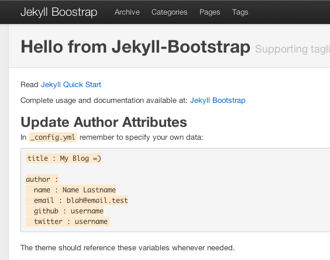 Jekyll Boostrap Archive Categories Pages Tags
Hello from Jekyll-Bootstrap Supporting tagli
Read Jekyll Quick Start
Complete usage and documentation available at: Jekyll Bootstrap
Update Author Attributes
In _config.yml remember to specify your own data:
title : My Blog =)
author :
name : Name Lastname
email : blah@email.test
github : username
twitter : username
The theme should reference these variables whenever needed.